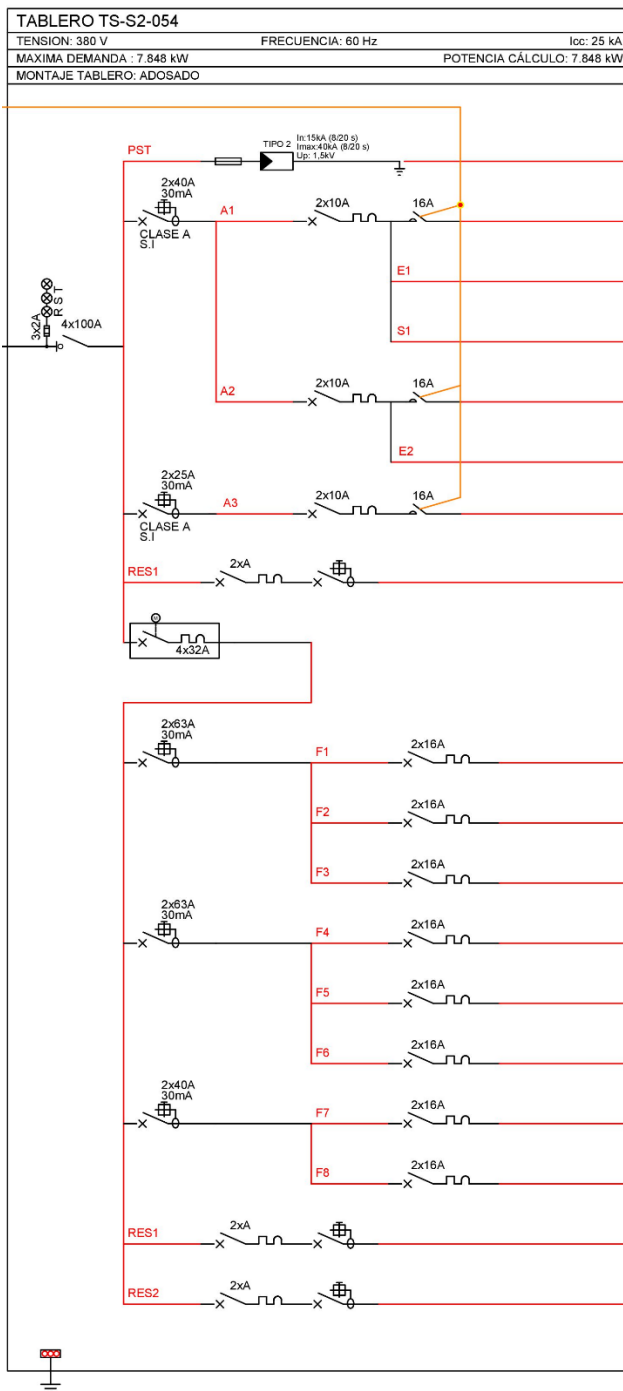 TABLERO TS-S2-054
TENSION: 380 V FRECUENCIA: 60 Hz Icc: 25 kA
MAXIMA DEMANDA : 7.848 kW POTENCIA CÁLCULO: 7.848 kW
MONTAJE TABLERO: ADOSADO
PST
TIPO 2
In:15kA (8/20 s)
Imax:40kA (8/20 s)
Up: 1,5kV
2x40A
30mA
CLASE A
S.I
A1
2x10A
16A
E1
S1
R S T
3x2A
4x100A
A2
2x10A
16A
E2
2x25A
30mA
CLASE A
S.I
A3
2x10A
16A
RES1
2xA
M
4x32A
2x63A
30mA
F1
2x16A
F2
2x16A
F3
2x16A
2x63A
30mA
F4
2x16A
F5
2x16A
F6
2x16A
2x40A
30mA
F7
2x16A
F8
2x16A
RES1
2xA
RES2
2xA